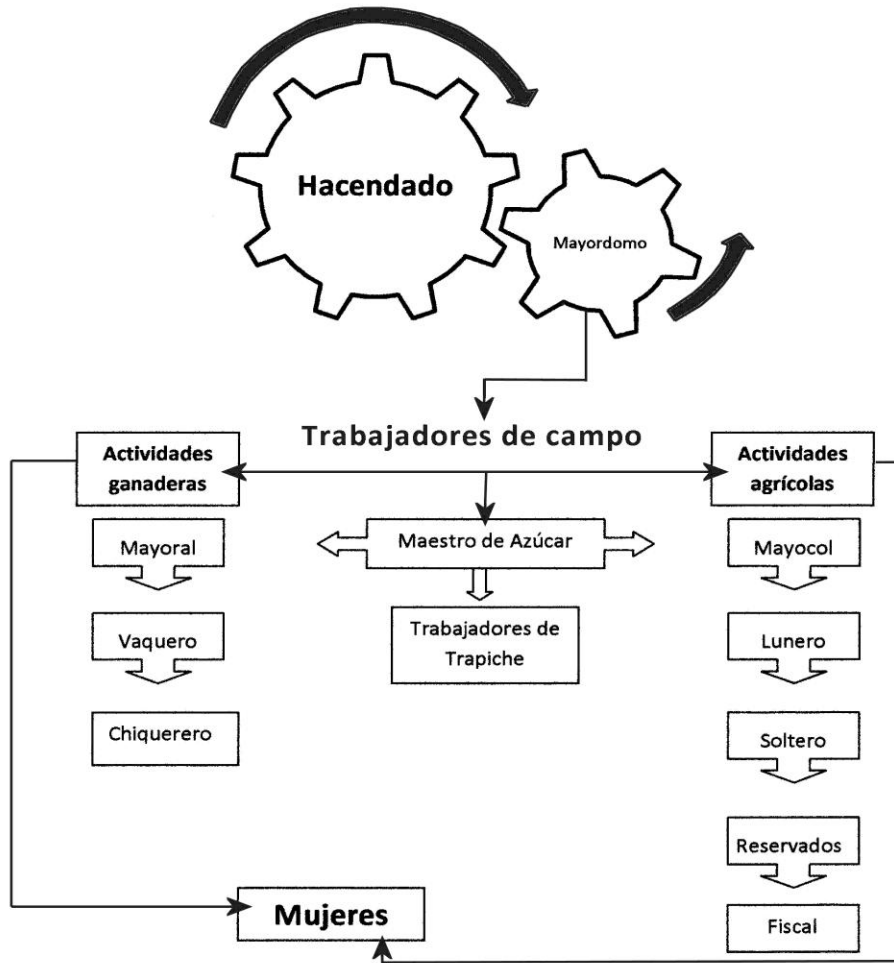 Hacendado
Mayordomo
Trabajadores de campo
Actividades
ganaderas
Mayoral
Vaquero
Chiquerero
Maestro de Azúcar
Trabajadores de
Trapiche
Actividades
agrícolas
Mayocol
Lunero
Soltero
Reservados
Fiscal
Mujeres